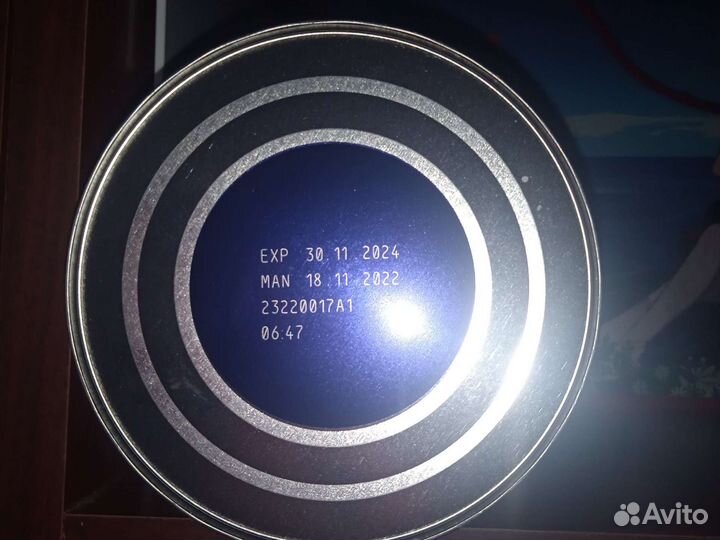 EXP 30 11 2024
MAN 18 11 2022
23220017A1
06:47
Avito